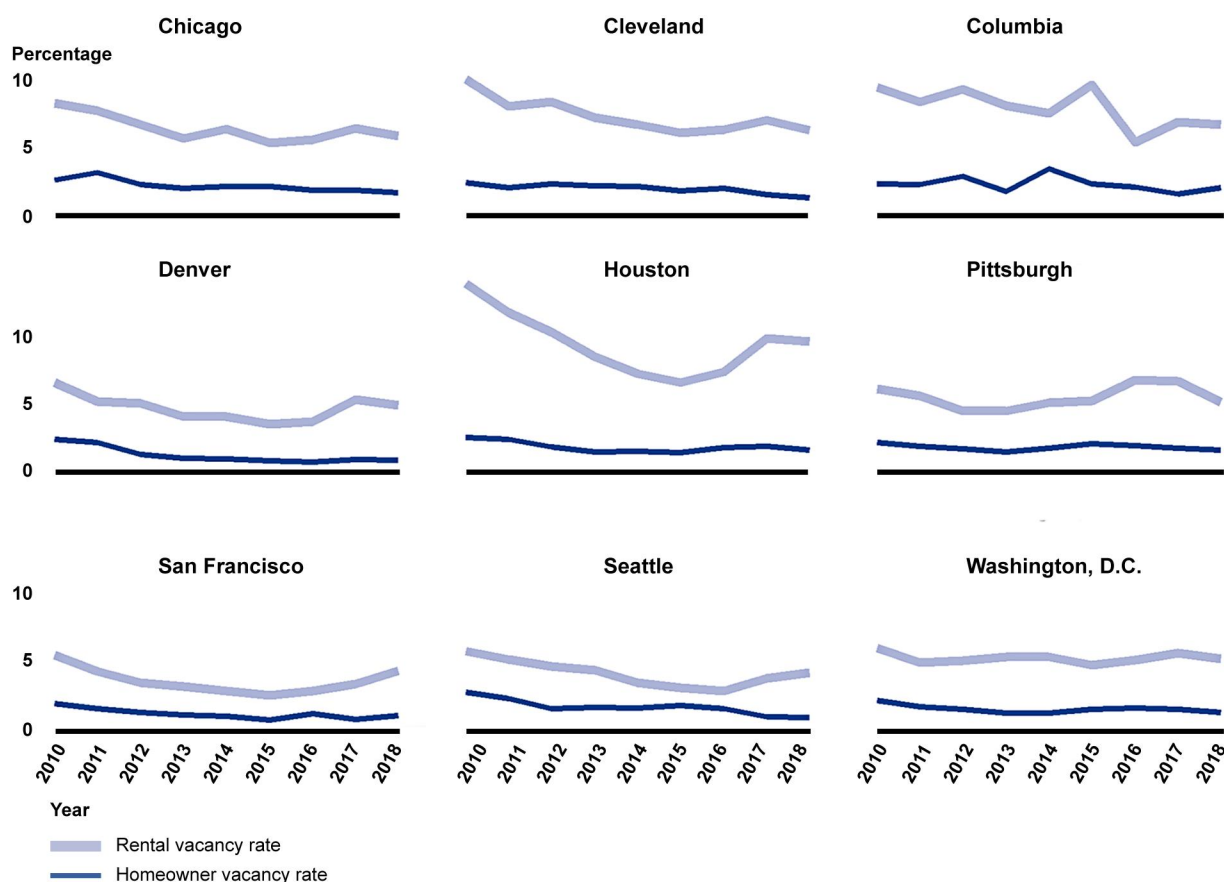 Chicago
Cleveland
Columbia
Percentage
10
5
0
Denver
Houston
Pittsburgh
10
5
0
San Francisco
Seattle
Washington, D.C.
10
5
0
2010 2011 2012 2013 2014 2015 2016 2017 2018
2010 2011 2012 2013 2014 2015 2016 2017 2018
2010 2011 2012 2013 2014 2015 2016 2017 2018
Year
Rental vacancy rate
Homeowner vacancy rate